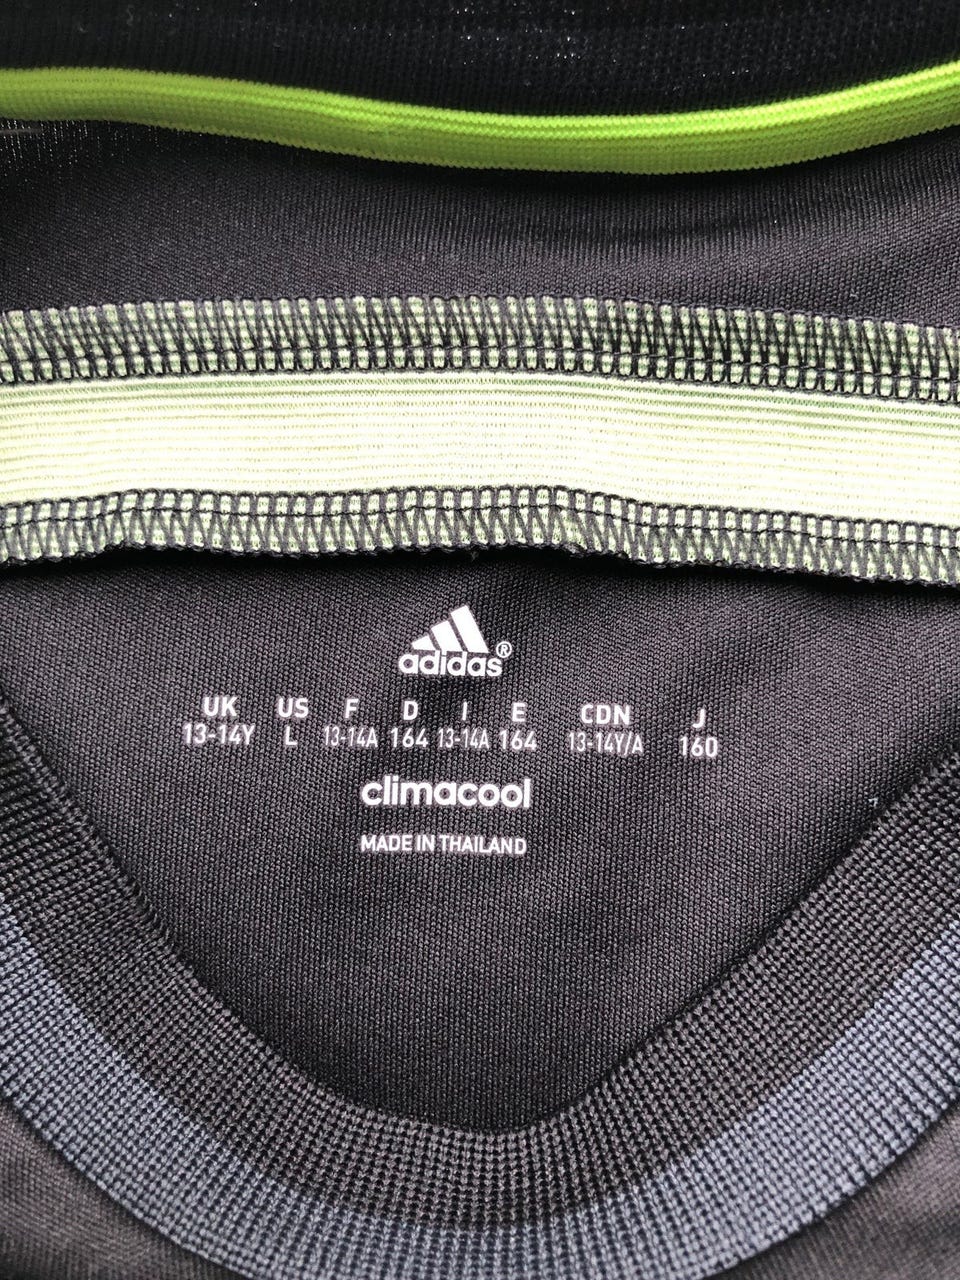 adidas®
UK US F D I E CDN J
13-14Y L 13-14A 164 13-14A 164 13-14Y/A 160
climacool
MADE IN THAILAND